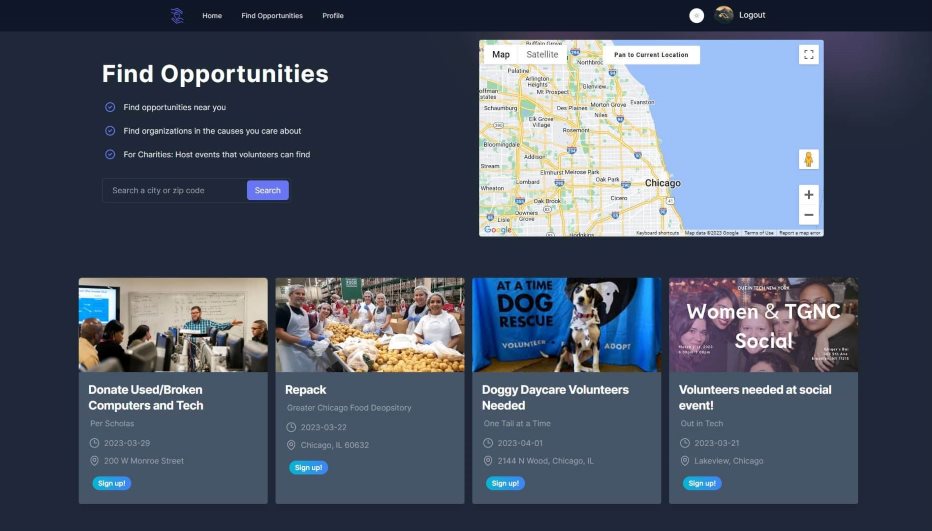 Home
Find Opportunities
Profile
Logout
Find Opportunities
Find opportunities near you
Find organizations in the causes you care about
For Charities: Host events that volunteers can find
Search a city or zip code
Search
Map
Satellite
Pan to Current Location
Buffalo Grove
Northbroo
Palatine
Arlington
Heights
Glenview
Mt Prospect
offman
states
Schaumburg
Des Plaines
Morton Grove
Evanston
Niles
Elk Grove
Village
Rosemont
Bloomingdale
Addison
Stream
Elmhurst
Melrose Park
Wheaton
Lombard
Oak Park
Chicago
Oak Brook
Cicero
Lisle
Downers
Grove
Hodgkins
Google
Keyboard shortcuts
Map data ©2023 Google
Terms of Use
Report a map error
AT A TIME
DOG
RESCUE
VOLUNTEER
ADOPT
OUT IN TECH NEW YORK
Women & TGNC
Social
Donate Used/Broken
Computers and Tech
Per Scholas
2023-03-29
200 W Monroe Street
Sign up!
Repack
Greater Chicago Food Deopsitory
2023-03-22
Chicago, IL 60632
Sign up!
Doggy Daycare Volunteers
Needed
One Tail at a Time
2023-04-01
2144 N Wood, Chicago, IL
Sign up!
Volunteers needed at social
event!
Out in Tech
2023-03-21
Lakeview, Chicago
Sign up!